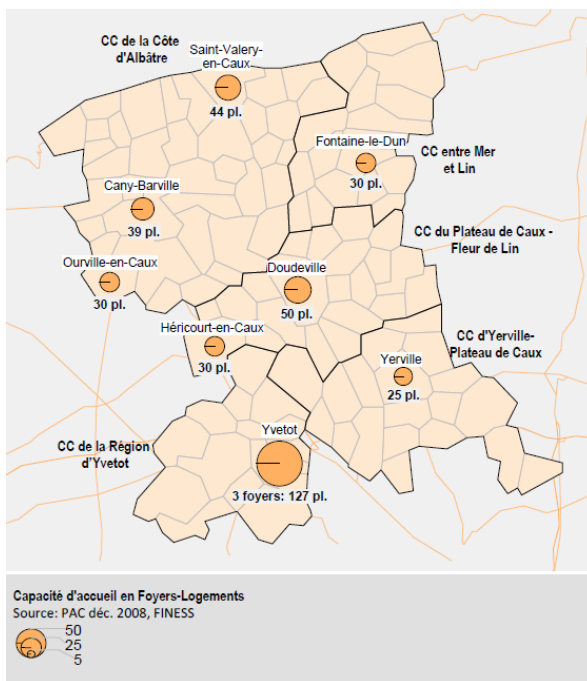 CC de la Côte
d'Albâtre
Saint-Valery-
en-Caux
44 pl.
Fontaine-le-Dun
30 pl.
CC entre Mer
et Lin
Cany-Barville
39 pl.
CC du Plateau de Caux -
Fleur de Lin
Ourville-en-Caux
30 pl.
Doudeville
50 pl.
Héricourt-en-Caux
30 pl.
CC d'Yerville-
Plateau de Caux
Yerville
25 pl.
CC de la Région
d'Yvetot
Yvetot
3 foyers: 127 pl.
Capacité d'accueil en Foyers-Logements
Source: PAC déc. 2008, FINESS
50
25
5